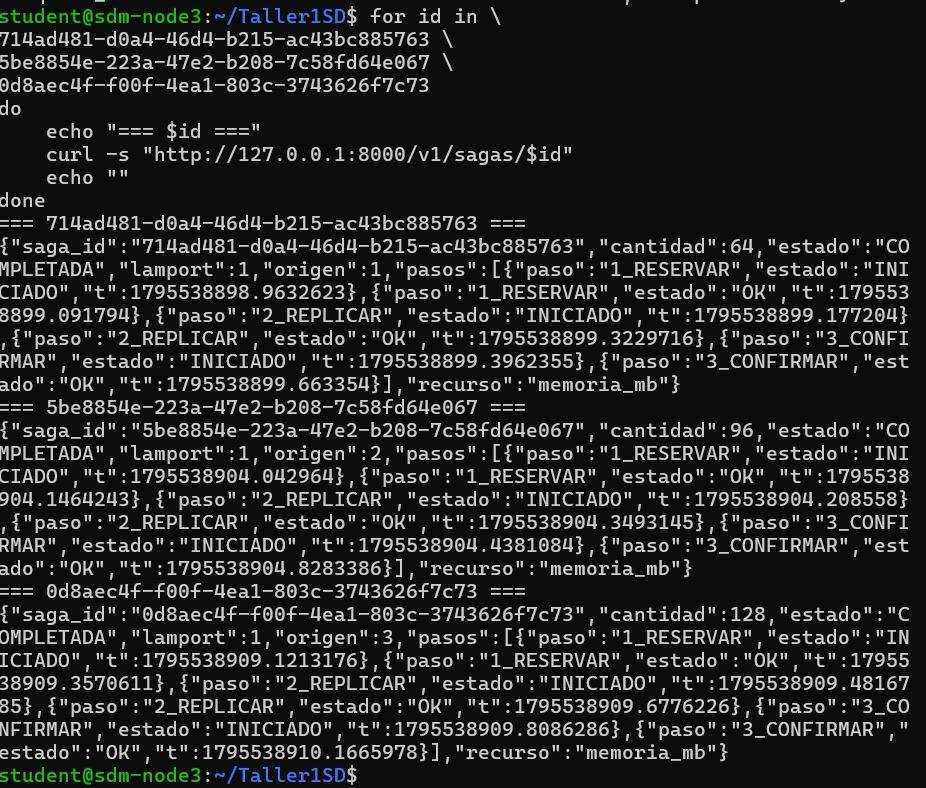 student@sdm-node3:~/Taller1SD$ for id in \
714ad481-d0a4-46d4-b215-ac43bc885763 \
5be8854e-223a-47e2-b208-7c58fd64e067 \
0d8aec4f-f00f-4ea1-803c-3743626f7c73
do
    echo "=== $id ==="
    curl -s "http://127.0.0.1:8000/v1/sagas/$id"
    echo ""
done
=== 714ad481-d0a4-46d4-b215-ac43bc885763 ===
{"saga_id":"714ad481-d0a4-46d4-b215-ac43bc885763","cantidad":64,"estado":"CO
MPLETADA","lamport":1,"origen":1,"pasos":[{"paso":"1_RESERVAR","estado":"INI
CIADO","t":1795538898.9632623},{"paso":"1_RESERVAR","estado":"OK","t":179553
8899.091794},{"paso":"2_REPLICAR","estado":"INICIADO","t":1795538899.177204}
,{"paso":"2_REPLICAR","estado":"OK","t":1795538899.3229716},{"paso":"3_CONFI
RMAR","estado":"INICIADO","t":1795538899.3962355},{"paso":"3_CONFIRMAR","est
ado":"OK","t":1795538899.663354}],"recurso":"memoria_mb"}
=== 5be8854e-223a-47e2-b208-7c58fd64e067 ===
{"saga_id":"5be8854e-223a-47e2-b208-7c58fd64e067","cantidad":96,"estado":"CO
MPLETADA","lamport":1,"origen":2,"pasos":[{"paso":"1_RESERVAR","estado":"INI
CIADO","t":1795538904.042964},{"paso":"1_RESERVAR","estado":"OK","t":1795538
904.1464243},{"paso":"2_REPLICAR","estado":"INICIADO","t":1795538904.208558}
,{"paso":"2_REPLICAR","estado":"OK","t":1795538904.3493145},{"paso":"3_CONFI
RMAR","estado":"INICIADO","t":1795538904.4381084},{"paso":"3_CONFIRMAR","est
ado":"OK","t":1795538904.8283386}],"recurso":"memoria_mb"}
=== 0d8aec4f-f00f-4ea1-803c-3743626f7c73 ===
{"saga_id":"0d8aec4f-f00f-4ea1-803c-3743626f7c73","cantidad":128,"estado":"C
OMPLETADA","lamport":1,"origen":3,"pasos":[{"paso":"1_RESERVAR","estado":"IN
ICIADO","t":1795538909.1213176},{"paso":"1_RESERVAR","estado":"OK","t":17955
38909.3570611},{"paso":"2_REPLICAR","estado":"INICIADO","t":1795538909.48167
85},{"paso":"2_REPLICAR","estado":"OK","t":1795538909.6776226},{"paso":"3_CO
NFIRMAR","estado":"INICIADO","t":1795538909.8086286},{"paso":"3_CONFIRMAR","
estado":"OK","t":1795538910.1665978}],"recurso":"memoria_mb"}
student@sdm-node3:~/Taller1SD$